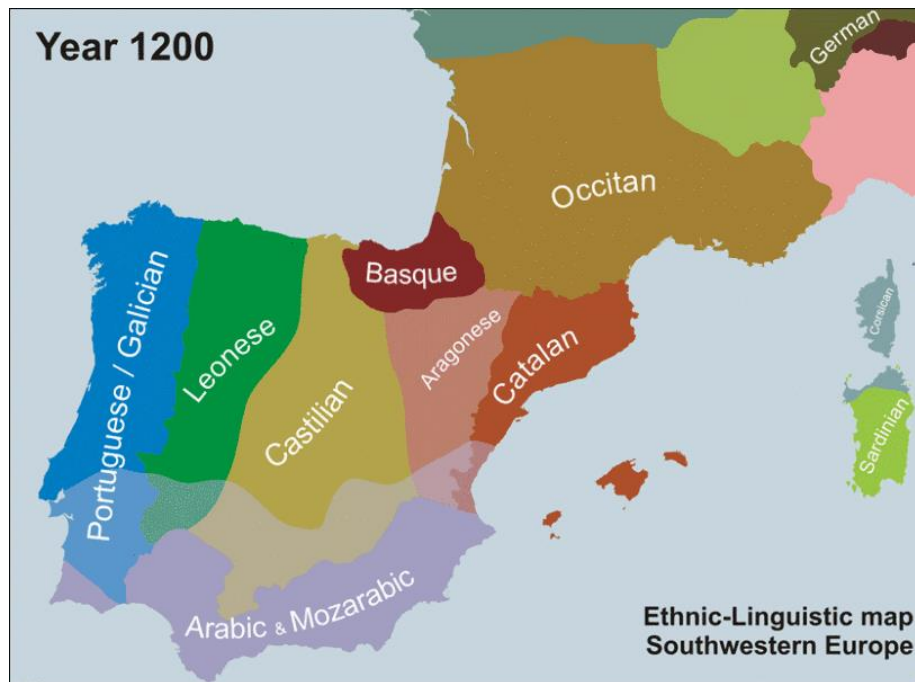 Year 1200
German
Occitan
Basque
Portuguese / Galician
Leonese
Castilian
Aragonese
Catalan
Corsican
Sardinian
Arabic & Mozarabic
Ethnic-Linguistic map
Southwestern Europe